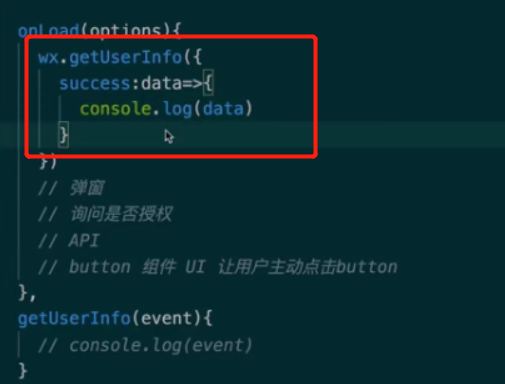 onLoad(options){
wx.getUserInfo({
success:data=>{
console.log(data)
}
})
// 弹窗
// 询问是否授权
// API
// button 组件 UI 让用户主动点击button
},
getUserInfo(event){
// console.log(event)
}